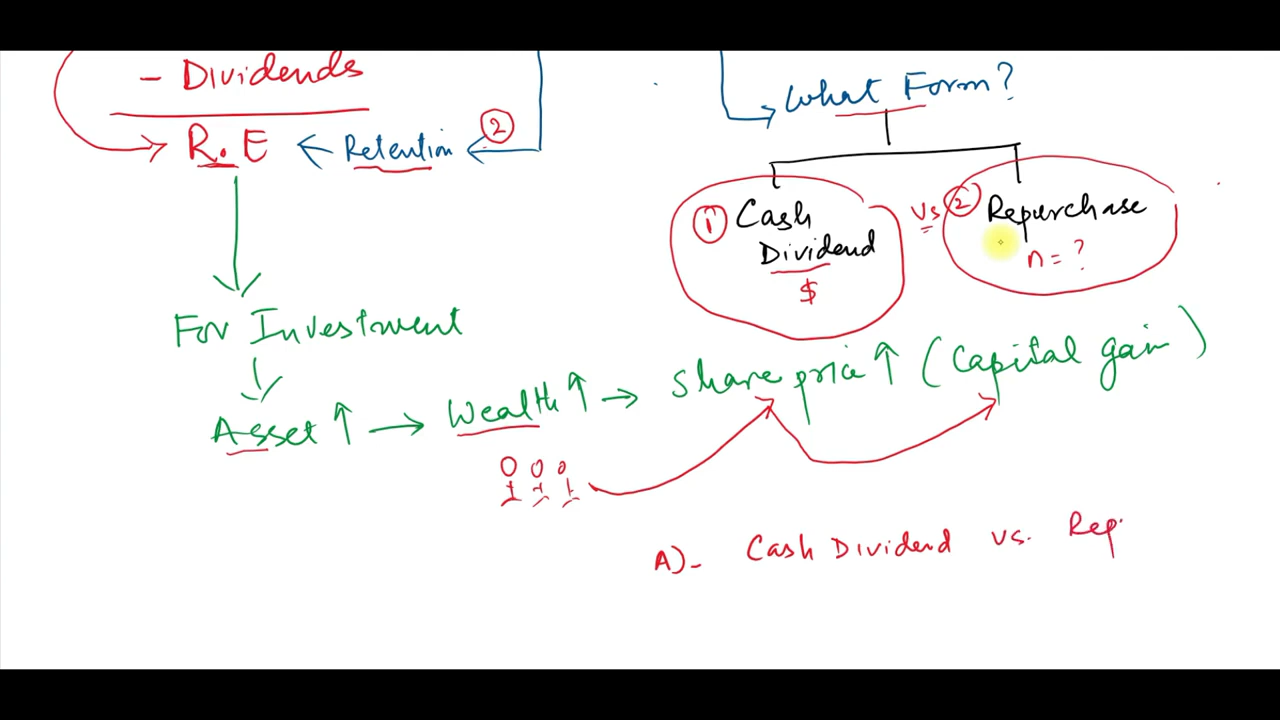 - Dividends
R.E ← Retention ②
What Form?
① Cash
Dividend
$
vs
② Repurchase
n = ?
For Investment
Asset ↑ → Wealth ↑ → Share price ↑ (Capital gain)
A)- Cash Dividend vs. Rep.